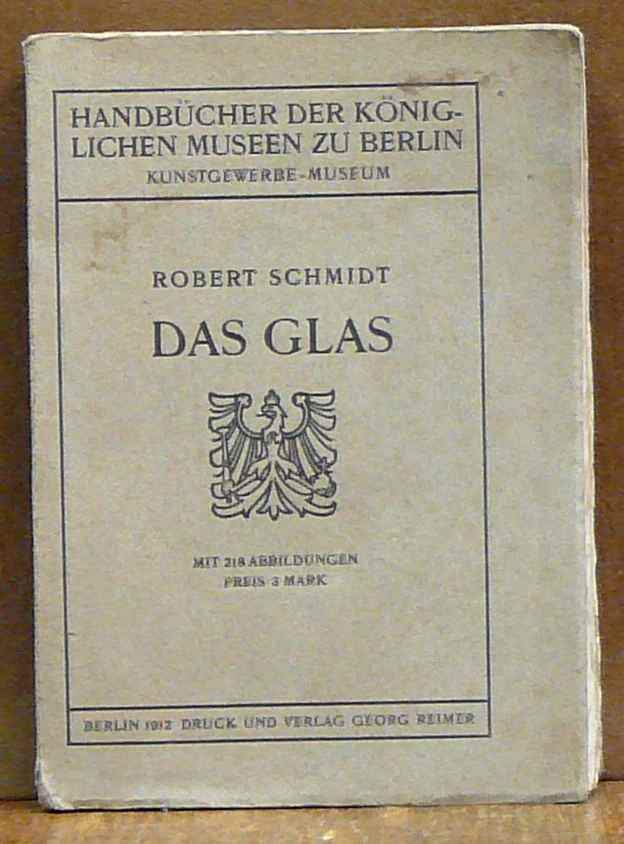 HANDBÜCHER DER KÖNIG-
LICHEN MUSEEN ZU BERLIN
KUNSTGEWERBE-MUSEUM
ROBERT SCHMIDT
DAS GLAS
MIT 218 ABBILDUNGEN
PREIS 3 MARK
BERLIN 1912 DRUCK UND VERLAG GEORG REIMER